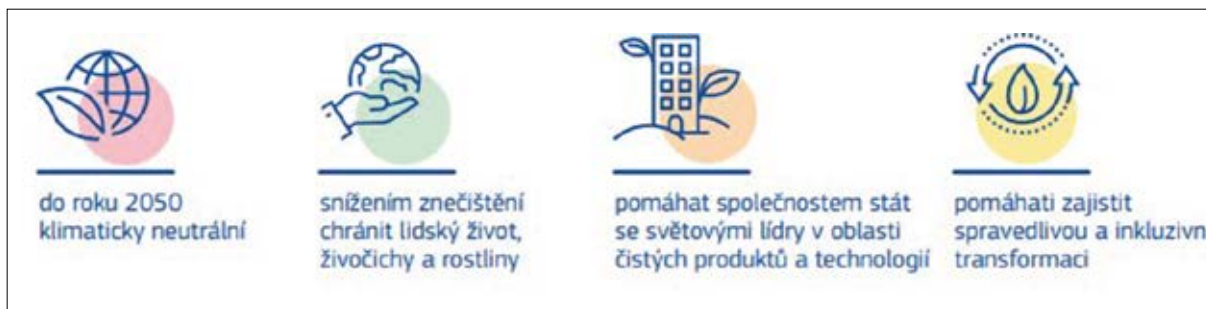 do roku 2050
klimaticky neutrální
snížením znečištění
chránit lidský život,
živočichy a rostliny
pomáhat společnostem stát
se světovými lídry v oblasti
čistých produktů a technologií
pomáhati zajistit
spravedlivou a inkluzivn
transformaci